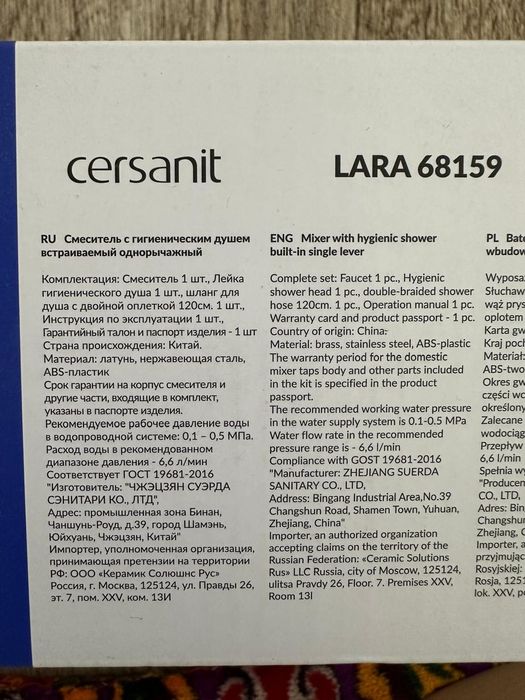 cersanit
LARA 68159
RU Смеситель с гигиеническим душем
встраиваемый однорычажный
Комплектация: Смеситель 1 шт., Лейка
гигиенического душа 1 шт., шланг для
душа с двойной оплеткой 120см. 1 шт.,
Инструкция по эксплуатации 1 шт.,
Гарантийный талон и паспорт изделия - 1 шт
Страна происхождения: Китай.
Материал: латунь, нержавеющая сталь,
ABS-пластик
Срок гарантии на корпус смесителя и
другие части, входящие в комплект,
указаны в паспорте изделия.
Рекомендуемое рабочее давление воды
в водопроводной системе: 0,1 – 0,5 МПа.
Расход воды в рекомендованном
диапазоне давления - 6,6 л/мин
Соответствует ГОСТ 19681-2016
"Изготовитель: "ЧЖЭЦЗЯН СУЭРДА
СЭНИТАРИ КО., ЛТД",
Адрес: промышленная зона Бинан,
Чаншунь-Роуд, д.39, город Шамэнь,
Юйхуань, Чжэцзян, Китай"
Импортер, уполномоченная организация,
принимающая претензии на территории
РФ: ООО «Керамик Солюшнс Рус»
Россия, г. Москва, 125124, ул. Правды 26,
эт. 7, пом. XXV, ком. 13И
ENG Mixer with hygienic shower
built-in single lever
Complete set: Faucet 1 pc., Hygienic
shower head 1 pc., double-braided shower
hose 120cm. 1 pc., Operation manual 1 pc.
Warranty card and product passport - 1 pc.
Country of origin: China.
Material: brass, stainless steel, ABS-plastic
The warranty period for the domestic
mixer taps body and other parts included
in the kit is specified in the product
passport.
The recommended working water pressure
in the water supply system is 0.1-0.5 MPa
Water flow rate in the recommended
pressure range is - 6,6 l/min
Compliance with GOST 19681-2016
"Manufacturer: ZHEJIANG SUERDA
SANITARY CO., LTD,
Address: Bingang Industrial Area,No.39
Changshun Road, Shamen Town, Yuhuan,
Zhejiang, China"
Importer, an authorized organization
accepting claims on the territory of the
Russian Federation: «Ceramic Solutions
Rus» LLC Russia, city of Moscow, 125124,
ulitsa Pravdy 26, Floor. 7. Premises XXV,
Room 13I
PL Bate
wbudow
Wyposa
Słuchaw
wąż prys
oplotem
Karta gw
Kraj poch
Materiał:
ABS-two
Okres gw
części wc
określony
Zalecane
wodociąg
Przepływ
6,6 l/min
Spełnia wy
"Producen
CO., LTD,
Adres: Bin
Changshu
Zhejiang, C
Importer, a
przyjmując
Rosyjskiej:
Rosja, 1251
lok. XXV, po